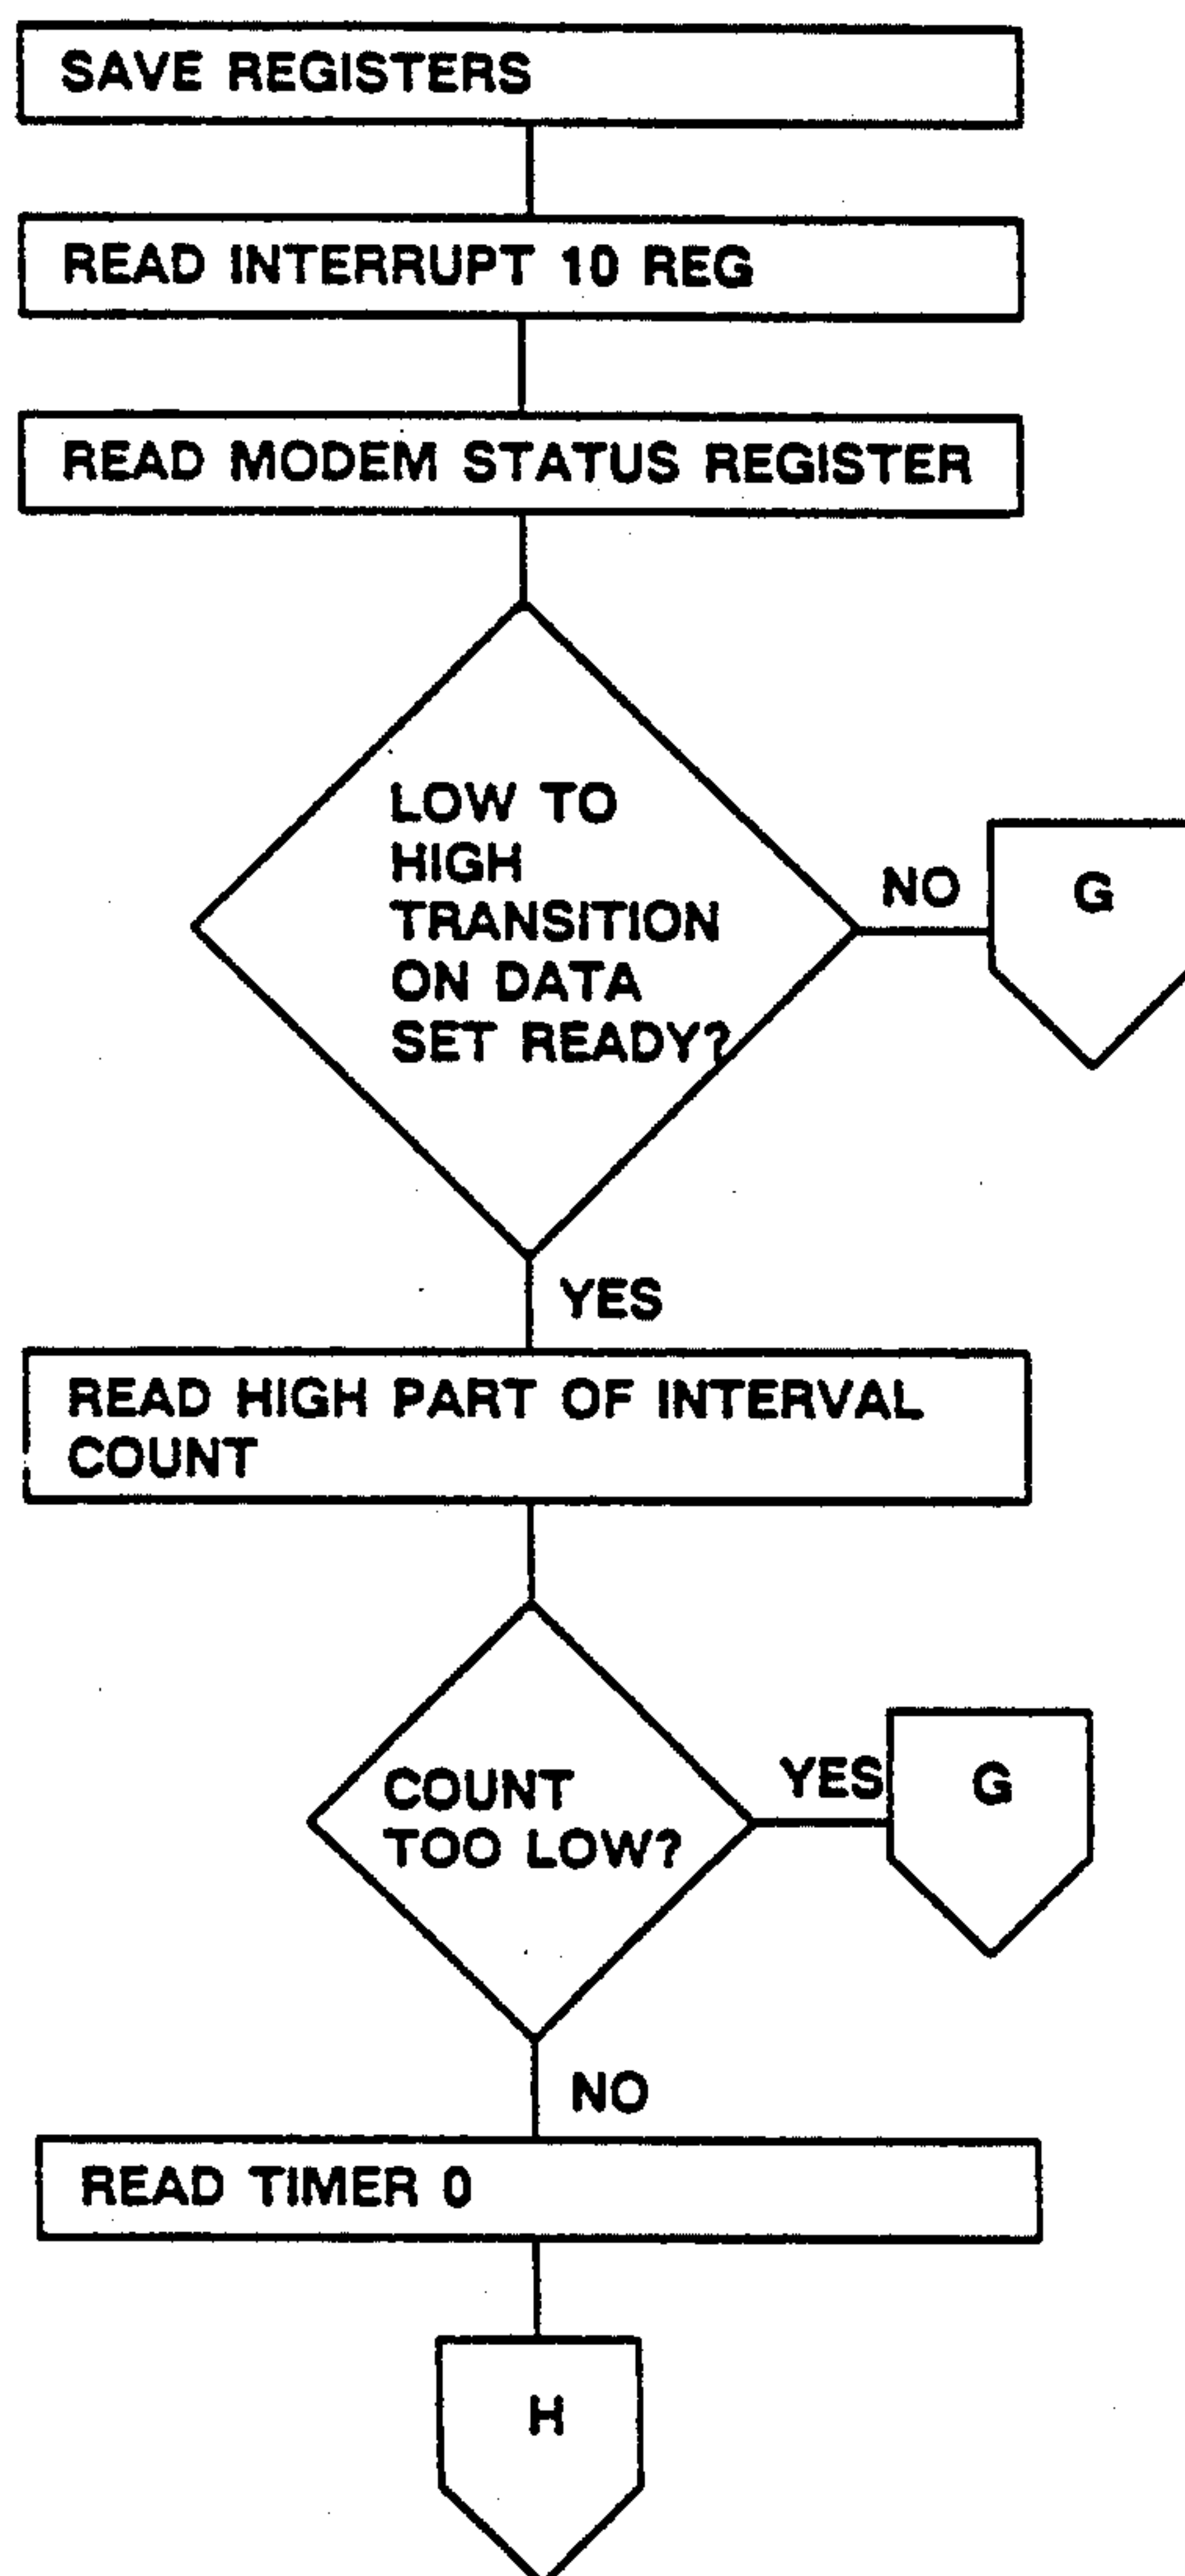 SAVE REGISTERS
READ INTERRUPT 10 REG
READ MODEM STATUS REGISTER
LOW TO
HIGH
TRANSITION
ON DATA
SET READY?
NO
G
YES
READ HIGH PART OF INTERVAL
COUNT
COUNT
TOO LOW?
YES
G
NO
READ TIMER 0
H